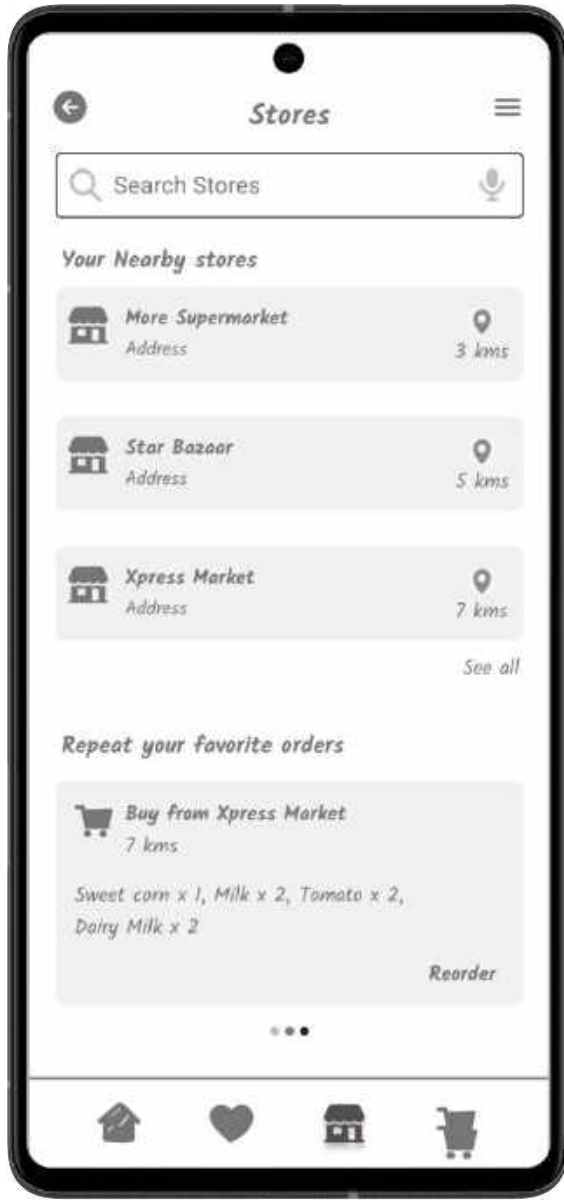 Stores
Search Stores
Your Nearby stores
More Supermarket
Address
3 kms
Star Bazaar
Address
5 kms
Xpress Market
Address
7 kms
See all
Repeat your favorite orders
Buy from Xpress Market
7 kms
Sweet corn x 1, Milk x 2, Tomato x 2,
Dairy Milk x 2
Reorder